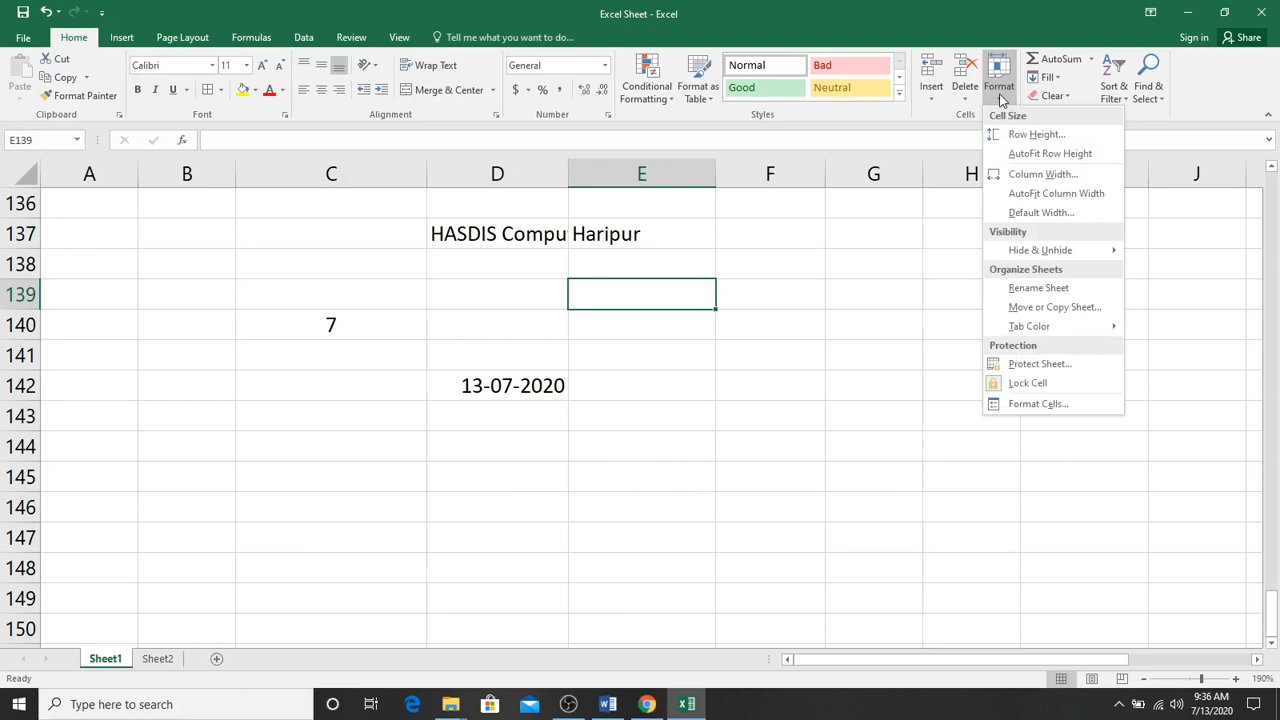 Excel Sheet - Excel
File Home Insert Page Layout Formulas Data Review View Tell me what you want to do... Sign in Share
Paste
Cut
Copy
Format Painter
Clipboard
Calibri 11
B I U
Font
Wrap Text
Merge & Center
Alignment
General
$ % ,
Number
Conditional Formatting
Format as Table
Normal Bad
Good Neutral
Styles
Insert Delete Format
Cells
AutoSum
Fill
Clear
Sort & Filter
Find & Select
E139 fx
Cell Size
Row Height...
AutoFit Row Height
Column Width...
AutoFit Column Width
Default Width...
Visibility
Hide & Unhide
Organize Sheets
Rename Sheet
Move or Copy Sheet...
Tab Color
Protection
Protect Sheet...
Lock Cell
Format Cells...
A B C D E F G H J
136
137 HASDIS Compu Haripur
138
139
140 7
141
142 13-07-2020
143
144
145
146
147
148
149
150
Sheet1 Sheet2
Ready 190%
Type here to search
9:36 AM
7/13/2020